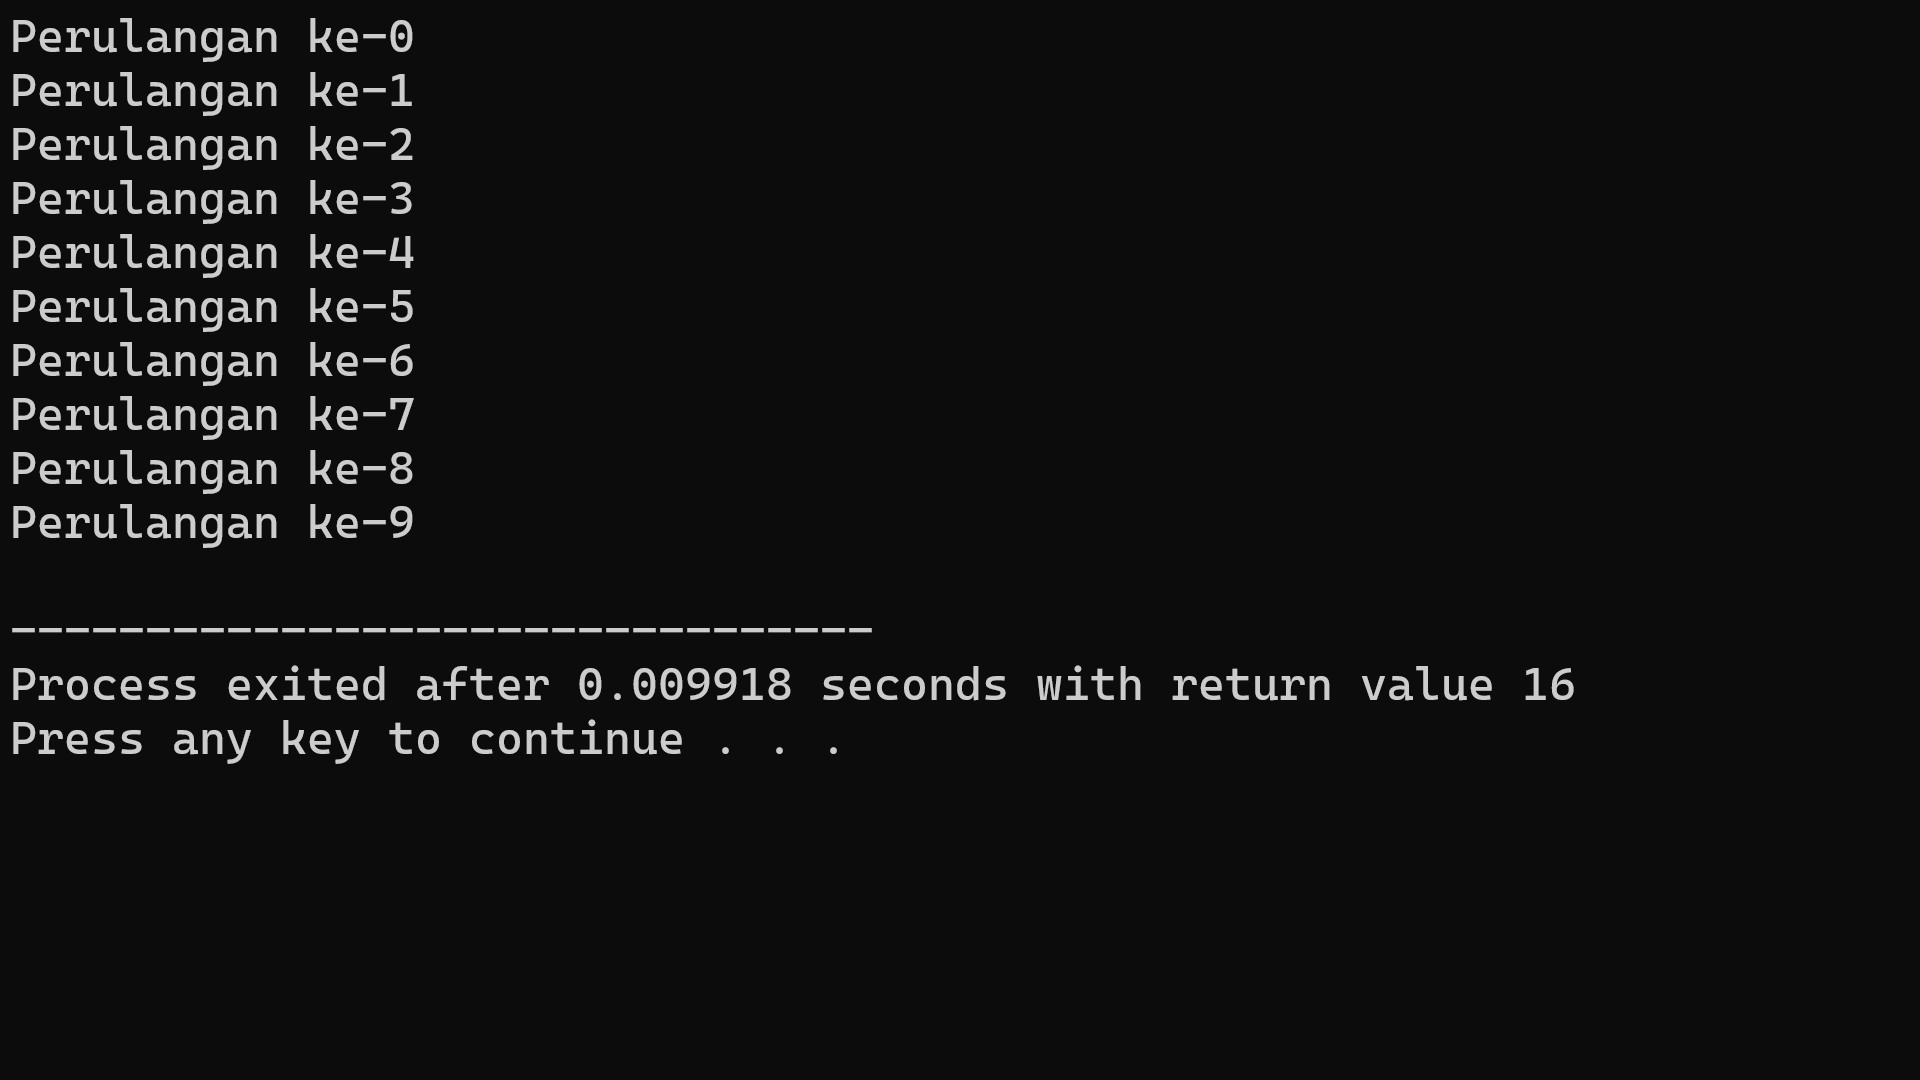 Perulangan ke-0
Perulangan ke-1
Perulangan ke-2
Perulangan ke-3
Perulangan ke-4
Perulangan ke-5
Perulangan ke-6
Perulangan ke-7
Perulangan ke-8
Perulangan ke-9
--------------------------------
Process exited after 0.009918 seconds with return value 16
Press any key to continue . . .